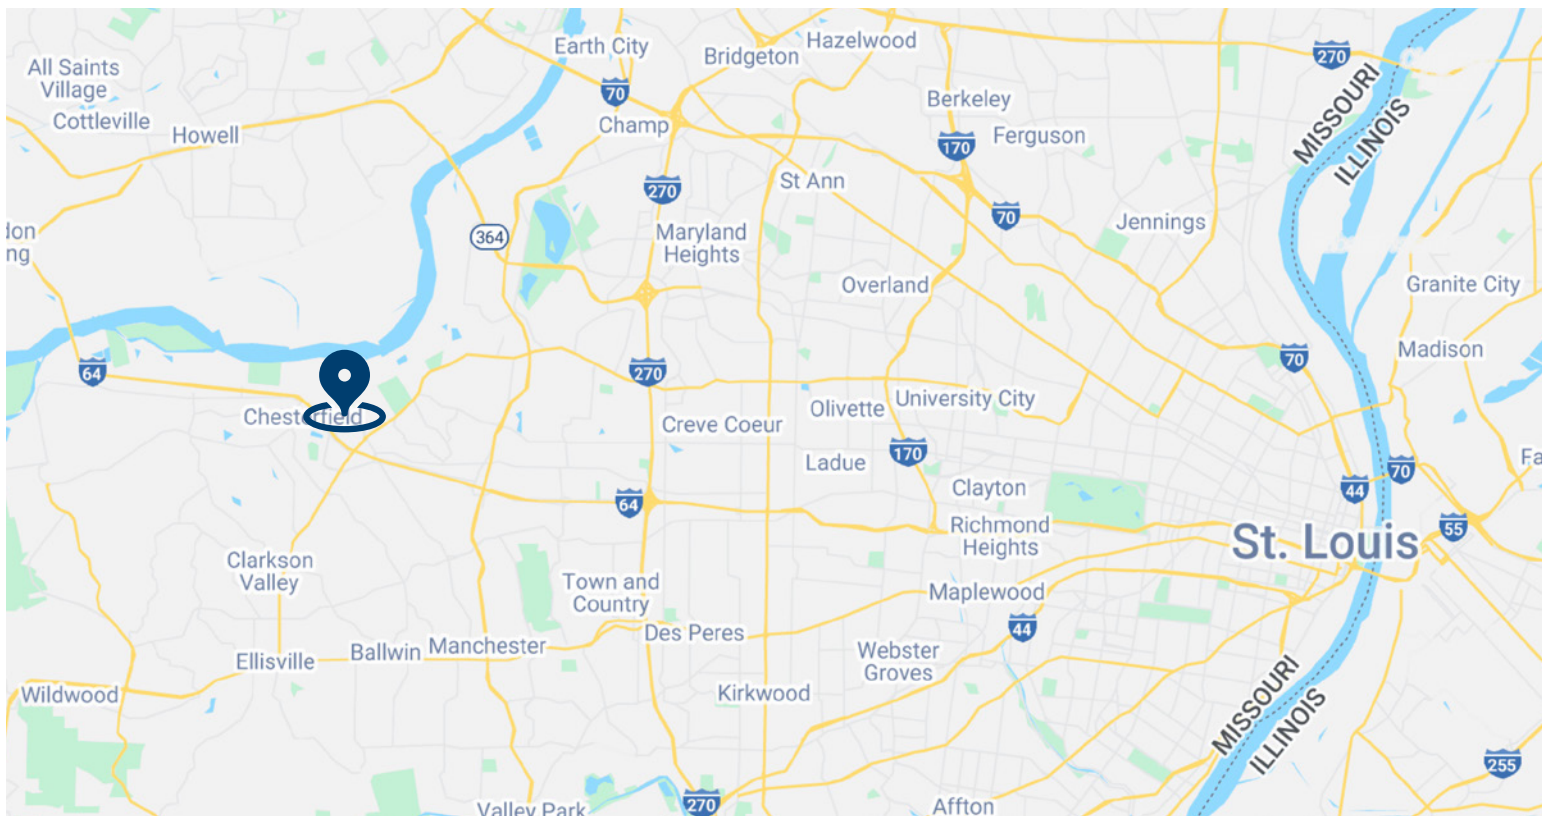 Earth City
Bridgeton
Hazelwood
270
All Saints
Village
70
Berkeley
Cottleville
Howell
Champ
Ferguson
MISSOURI
ILLINOIS
170
270
St Ann
70
Jennings
364
Maryland
Heights
Overland
Granite City
64
270
70
Madison
Chesterfield
Creve Coeur
Olivette
University City
170
Ladue
70
44
Clayton
64
Richmond
Heights
St. Louis
55
Clarkson
Valley
Town and
Country
Maplewood
44
Ellisville
Ballwin
Manchester
Des Peres
Webster
Groves
Wildwood
Kirkwood
MISSOURI
ILLINOIS
255
Valley Park
270
Affton